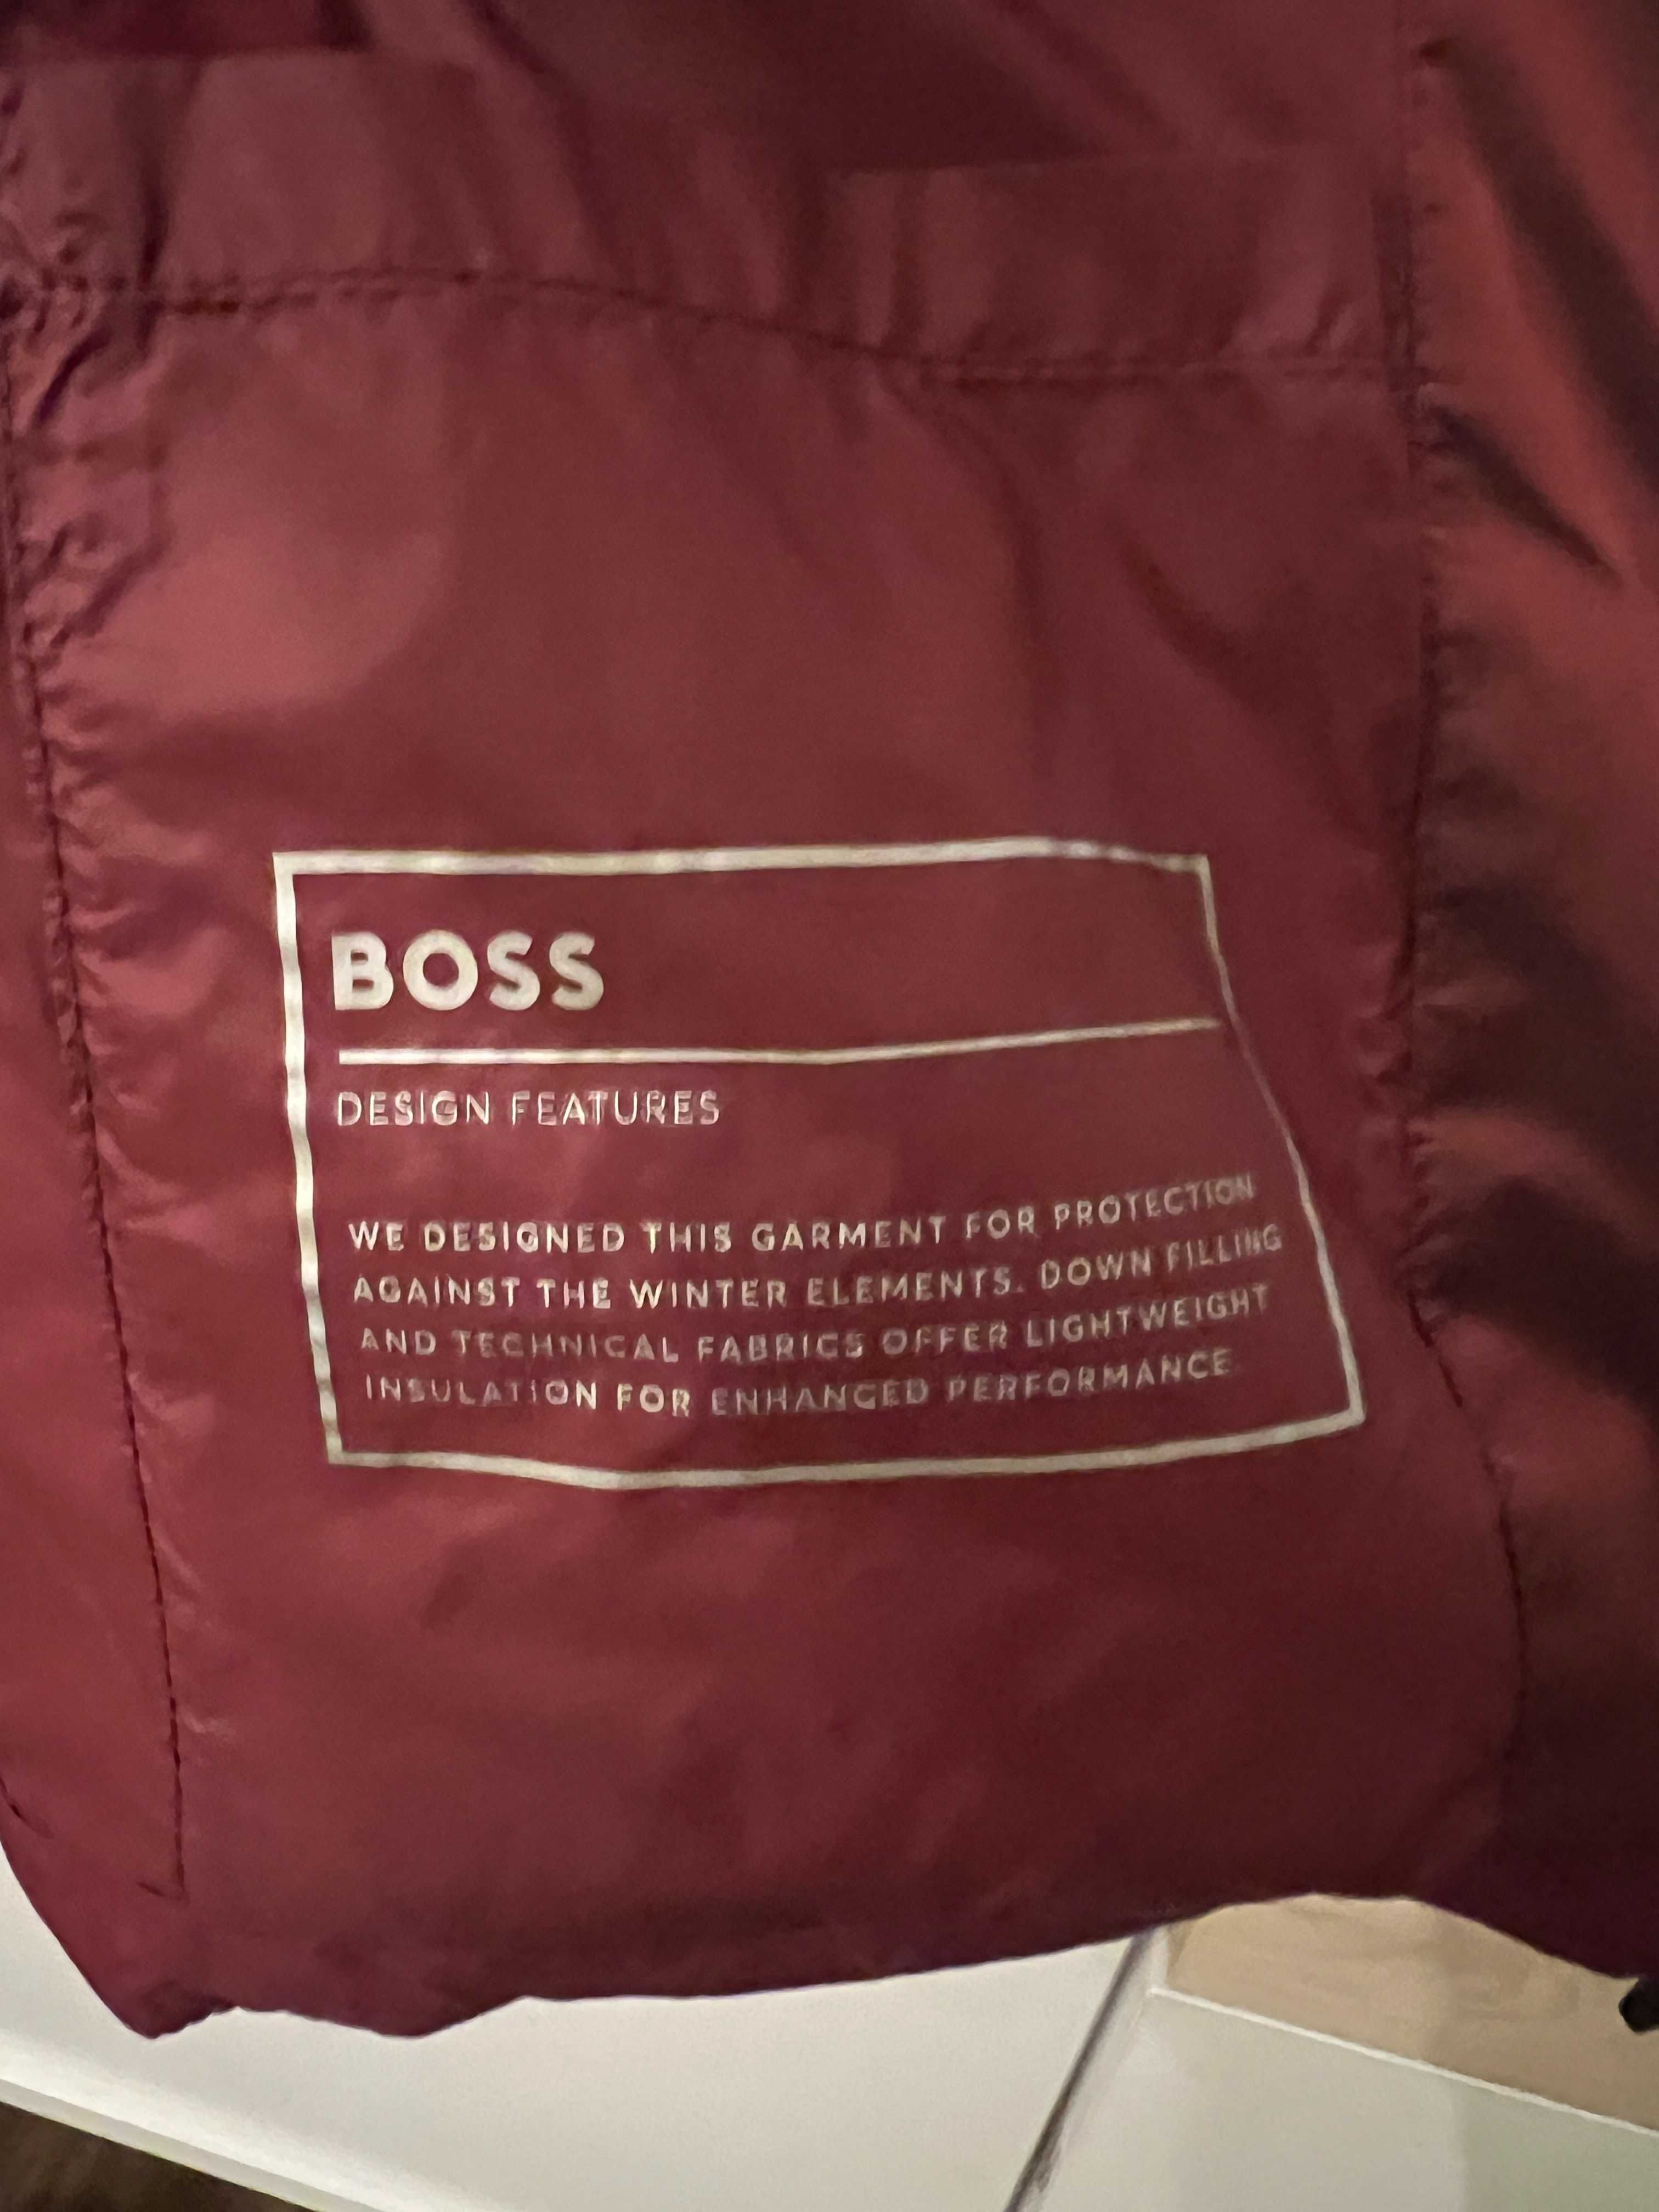 BOSS
DESIGN FEATURES
WE DESIGNED THIS GARMENT FOR PROTECTION
AGAINST THE WINTER ELEMENTS. DOWN FILLING
AND TECHNICAL FABRICS OFFER LIGHTWEIGHT
INSULATION FOR ENHANCED PERFORMANCE